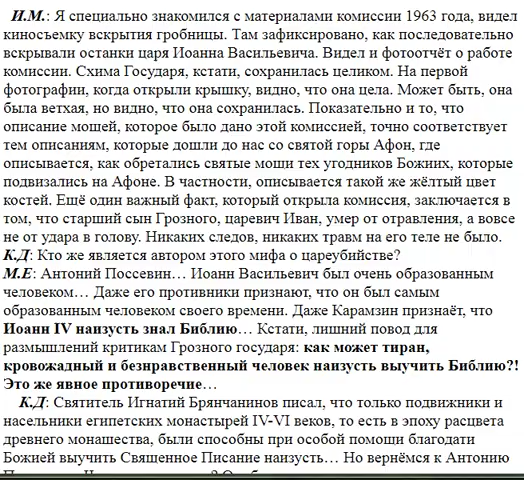 И.М.: Я специально знакомился с материалами комиссии 1963 года, видел
киносъемку вскрытия гробницы. Там зафиксировано, как последовательно
вскрывали останки царя Иоанна Васильевича. Видел и фотоотчёт о работе
комиссии. Схима Государя, кстати, сохранилась целиком. На первой
фотографии, когда открыли крышку, видно, что она цела. Может быть, она
была ветхая, но видно, что она сохранилась. Показательно и то, что
описание мощей, которое было дано этой комиссией, точно соответствует
тем описаниям, которые дошли до нас со святой горы Афон, где
описывается, как обретались святые мощи тех угодников Божиих, которые
подвизались на Афоне. В частности, описывается такой же жёлтый цвет
костей. Ешё один важный факт, который открыла комиссия, заключается в
том, что старший сын Грозного, царевич Иван, умер от отравления, а вовсе
не от удара в голову. Никаких следов, никаких травм на его теле не было.
К.Д: Кто же является автором этого мифа о цареубийстве?
М.Е: Антоний Поссевин… Иоанн Васильевич был очень образованным
человеком… Даже его противники признают, что он был самым
образованным человеком своего времени. Даже Карамзин признаёт, что
Иоанн IV наизусть знал Библию… Кстати, лишний повод для
размышлений критикам Грозного государя: как может тиран,
кровожадный и безнравственный человек наизусть выучить Библию?!
Это же явное противоречие…
К.Д: Святитель Игнатий Брянчанинов писал, что только подвижники и
насельники египетских монастырей IV-VI веков, то есть в эпоху расцвета
древнего монашества, были способны при особой помощи благодати
Божией выучить Священное Писание наизусть… Но вернёмся к Антонию